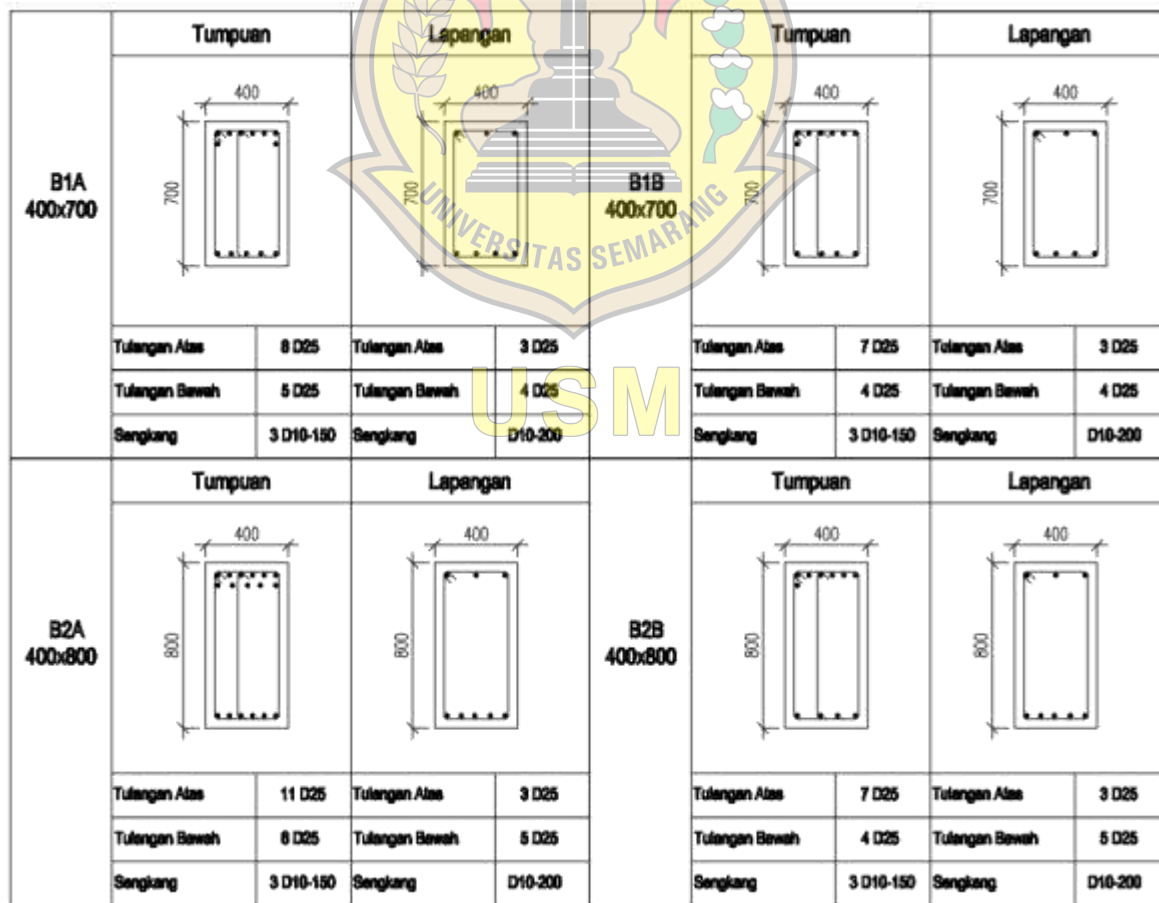 Tumpuan Lapangan Tumpuan Lapangan
400 400 400 400
700 700 700 700
B1A
400x700
B1B
400x700
UNIVERSITAS SEMARANG
Tulangan Atas 8 D25 Tulangan Atas 3 D25 Tulangan Atas 7 D25 Tulangan Atas 3 D25
USM
Tulangan Bawah 5 D25 Tulangan Bawah 4 D25 Tulangan Bawah 4 D25 Tulangan Bawah 4 D25
Sengkang 3 D10-150 Sengkang D10-200 Sengkang 3 D10-150 Sengkang D10-200
Tumpuan Lapangan Tumpuan Lapangan
400 400 400 400
800 800 800 800
B2A
400x800
B2B
400x800
Tulangan Atas 11 D25 Tulangan Atas 3 D25 Tulangan Atas 7 D25 Tulangan Atas 3 D25
Tulangan Bawah 6 D25 Tulangan Bawah 5 D25 Tulangan Bawah 4 D25 Tulangan Bawah 5 D25
Sengkang 3 D10-150 Sengkang D10-200 Sengkang 3 D10-150 Sengkang D10-200